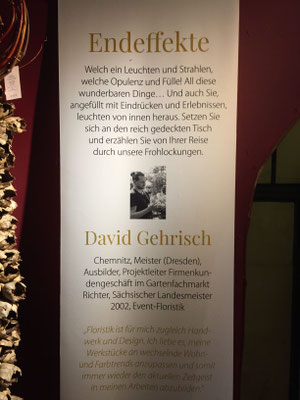 Endeffekte
Welch ein Leuchten und Strahlen,
welche Opulenz und Fülle! All diese
wunderbaren Dinge... Und auch Sie,
angefüllt mit Eindrücken und Erlebnissen,
leuchten von innen heraus. Setzen Sie
sich an den reich gedeckten Tisch
und erzählen Sie von Ihrer Reise
durch unsere Frohlockungen.
David Gehrisch
Chemnitz, Meister (Dresden),
Ausbilder, Projektleiter Firmenkun-
dengeschäft im Gartenfachmarkt
Richter, Sächsischer Landesmeister
2002, Event-Floristik
„Floristik ist für mich zugleich Hand-
werk und Design. Ich liebe es, meine
Werkstücke an wechselnde Wohn-
und Farbtrends anzupassen und somit
immer wieder den aktuellen Zeitgeist
in meinen Arbeiten abzubilden."